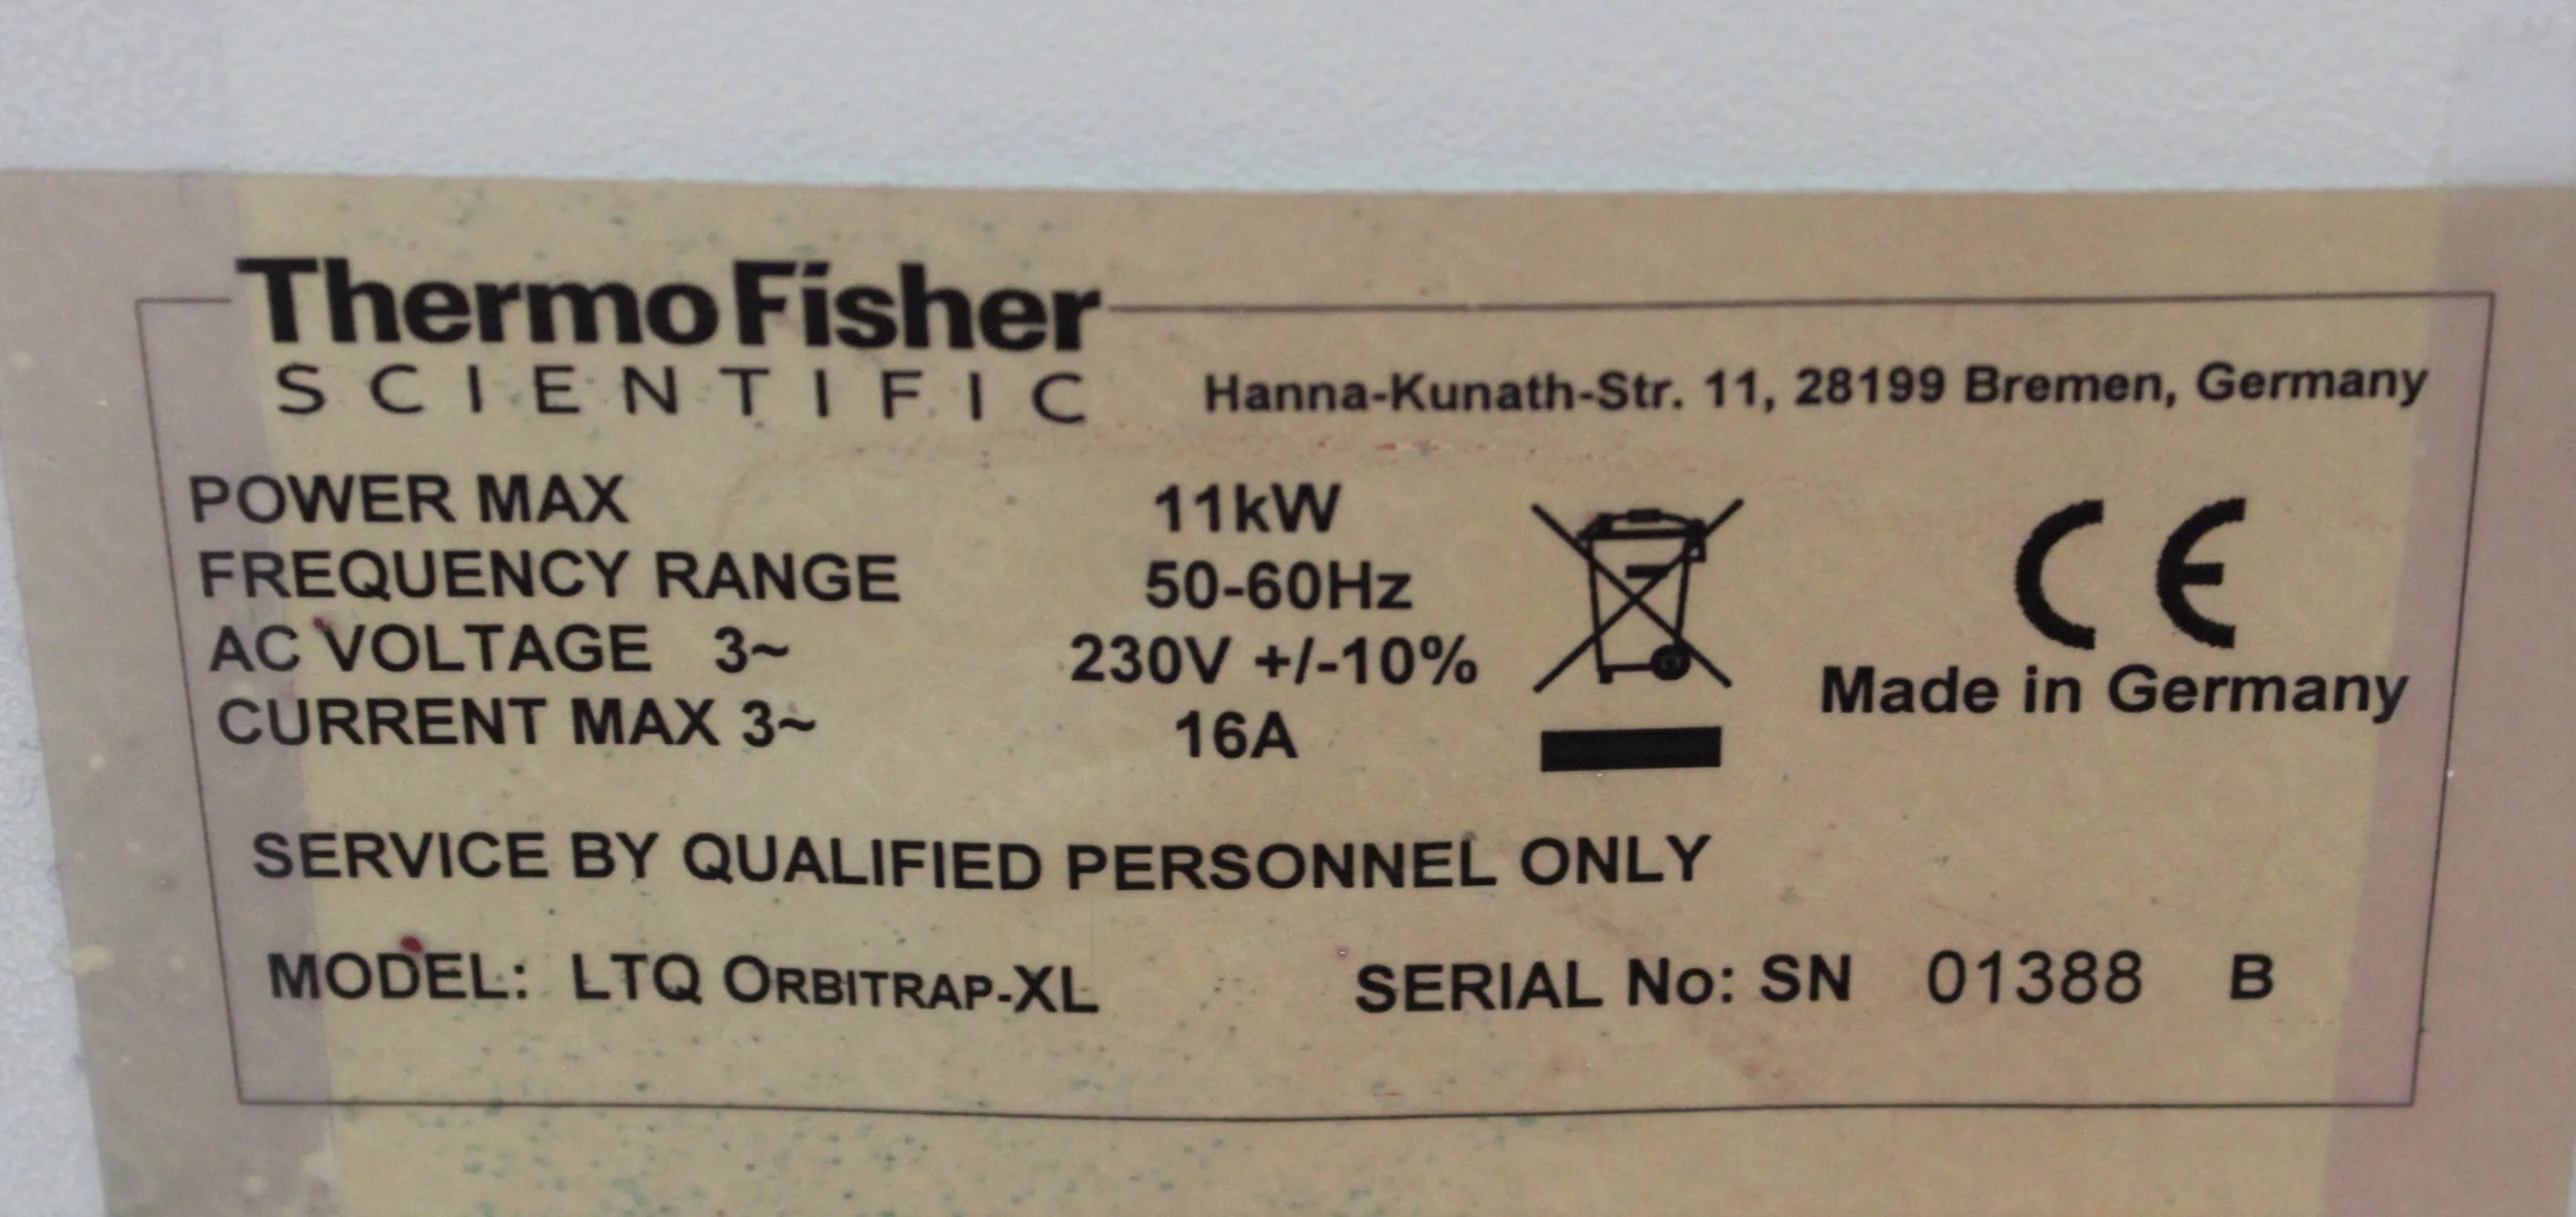 Thermo Fisher
SCIENTIFIC
Hanna-Kunath-Str. 11, 28199 Bremen, Germany
POWER MAX 11kW
FREQUENCY RANGE 50-60Hz
AC VOLTAGE 3~ 230V +/-10%
CURRENT MAX 3~ 16A
CE
Made in Germany
SERVICE BY QUALIFIED PERSONNEL ONLY
MODEL: LTQ ORBITRAP-XL SERIAL No: SN 01388 B